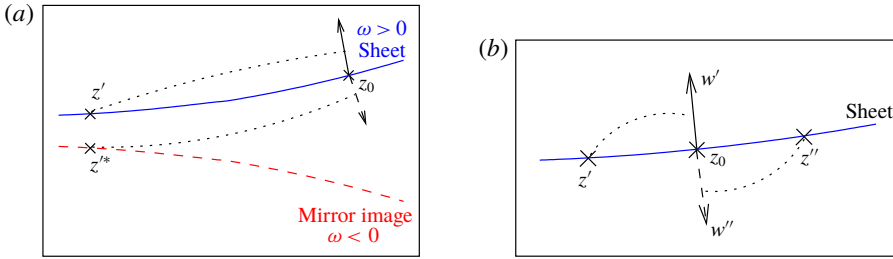 (a)
ω > 0
Sheet
z′
z₀
z′*
Mirror image
ω < 0
(b)
w′
Sheet
z′
z₀
z″
w″